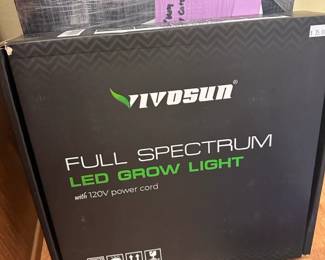 VIVOSUN®
FULL SPECTRUM
LED GROW LIGHT
with 120V power cord